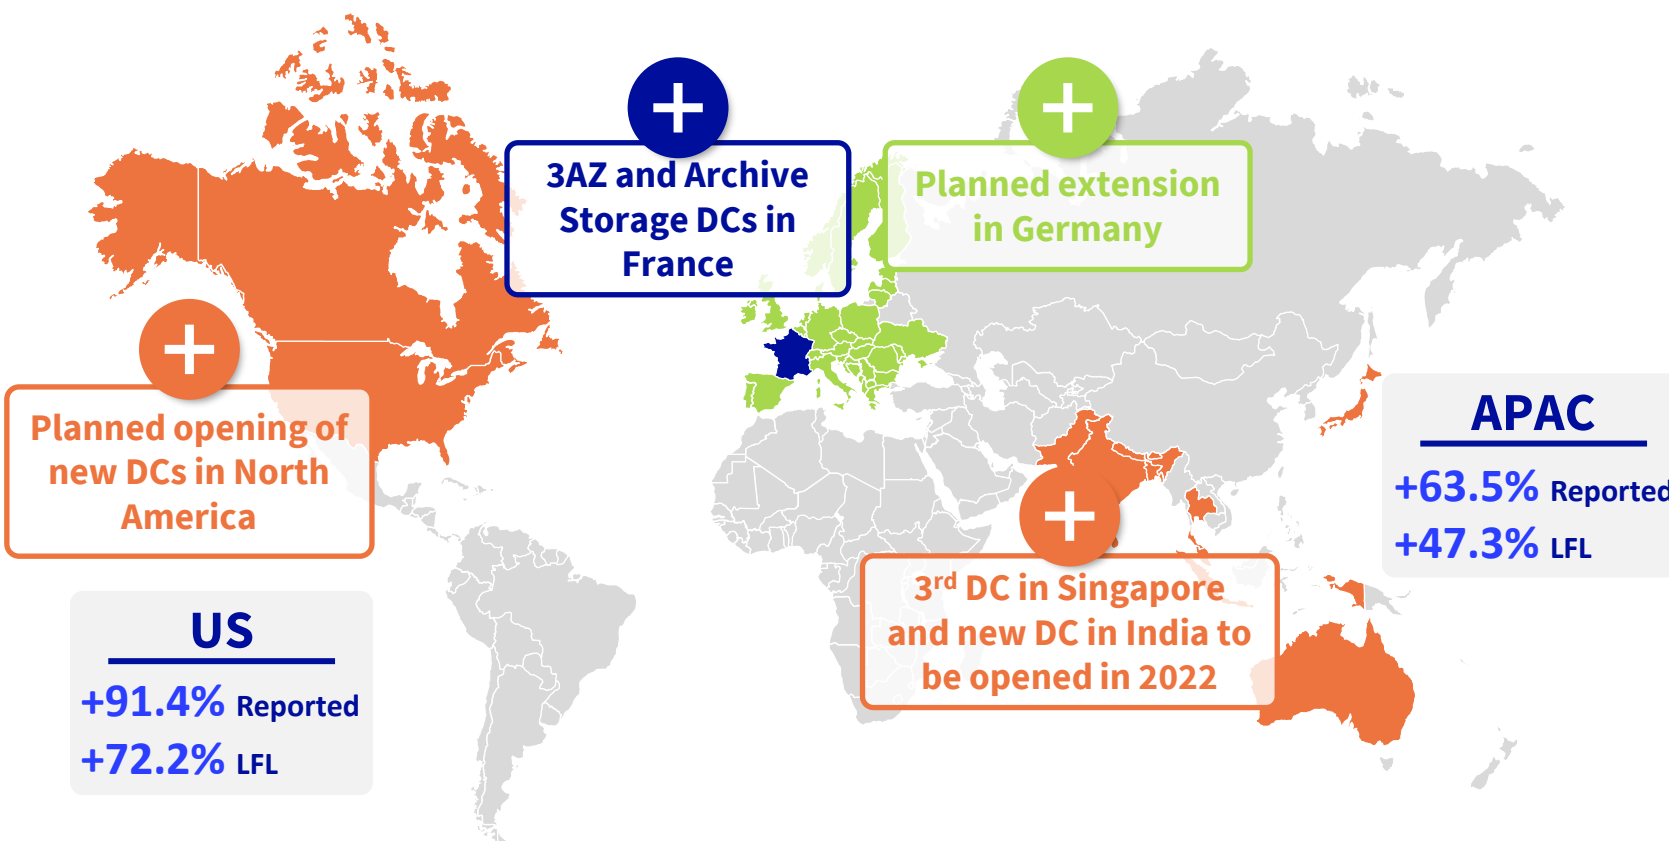 3AZ and Archive
Storage DCs in
France
Planned extension
in Germany
Planned opening of
new DCs in North
America
APAC
+63.5% Reported
+47.3% LFL
3rd DC in Singapore
and new DC in India to
be opened in 2022
US
+91.4% Reported
+72.2% LFL